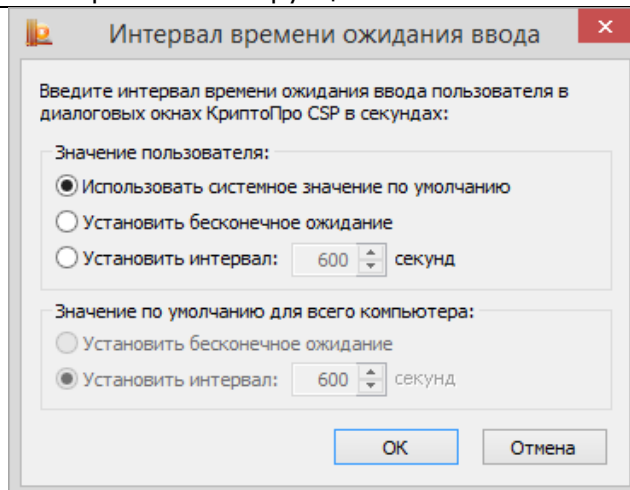 Интервал времени ожидания ввода
Введите интервал времени ожидания ввода пользователя в
диалоговых окнах КриптоПро CSP в секундах:
Значение пользователя:
Использовать системное значение по умолчанию
Установить бесконечное ожидание
Установить интервал: 600 секунд
Значение по умолчанию для всего компьютера:
Установить бесконечное ожидание
Установить интервал: 600 секунд
ОК Отмена